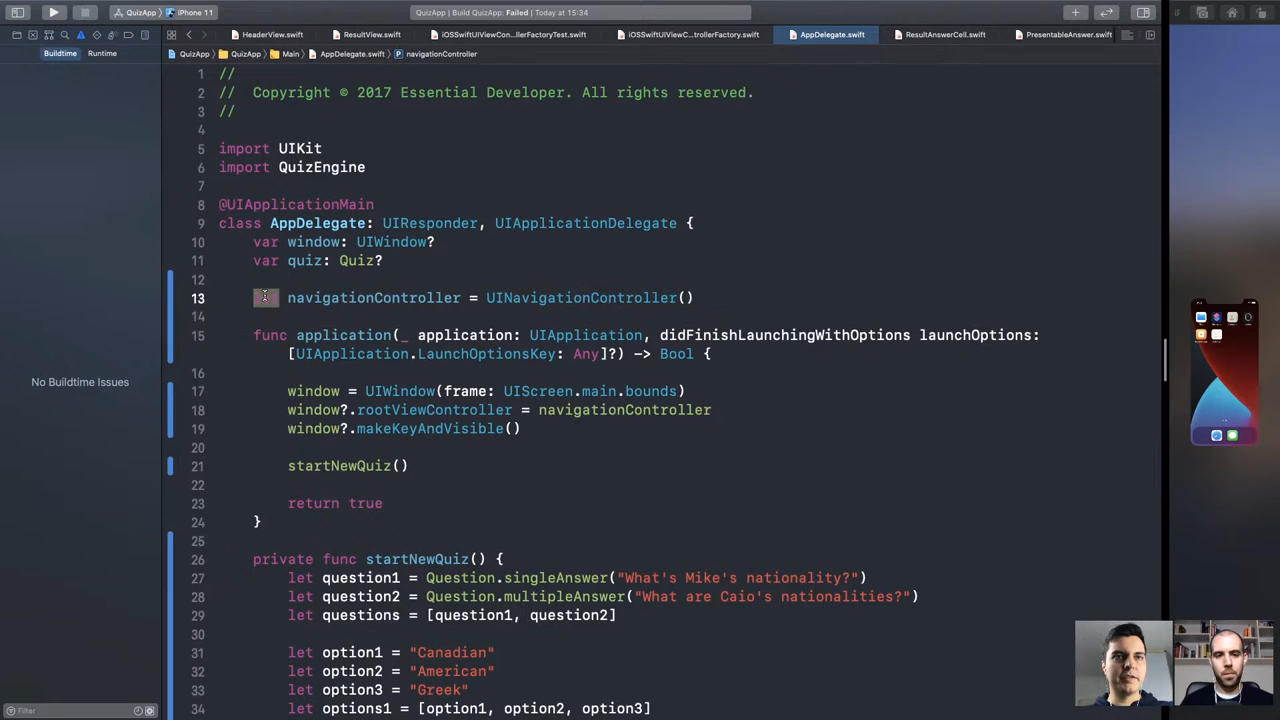 QuizApp
iPhone 11
QuizApp | Build QuizApp: Failed | Today at 15:34
HeaderView.swift
ResultView.swift
iOSSwiftUIViewCon...llerFactoryTest.swift
iOSSwiftUIViewC...trollerFactory.swift
AppDelegate.swift
ResultAnswerCell.swift
PresentableAnswer.swift
Buildtime
Runtime
QuizApp
QuizApp
Main
AppDelegate.swift
P
navigationController
1 //
2 // Copyright © 2017 Essential Developer. All rights reserved.
3 //
4
5 import UIKit
6 import QuizEngine
7
8 @UIApplicationMain
9 class AppDelegate: UIResponder, UIApplicationDelegate {
10 var window: UIWindow?
11 var quiz: Quiz?
12
13 navigationController = UINavigationController()
14
15 func application(_ application: UIApplication, didFinishLaunchingWithOptions launchOptions:
[UIApplication.LaunchOptionsKey: Any]?) -> Bool {
16
17 window = UIWindow(frame: UIScreen.main.bounds)
18 window?.rootViewController = navigationController
19 window?.makeKeyAndVisible()
20
21 startNewQuiz()
22
23 return true
24 }
25
26 private func startNewQuiz() {
27 let question1 = Question.singleAnswer("What's Mike's nationality?")
28 let question2 = Question.multipleAnswer("What are Caio's nationalities?")
29 let questions = [question1, question2]
30
31 let option1 = "Canadian"
32 let option2 = "American"
33 let option3 = "Greek"
34 let options1 = [option1, option2, option3]
No Buildtime Issues
Filter